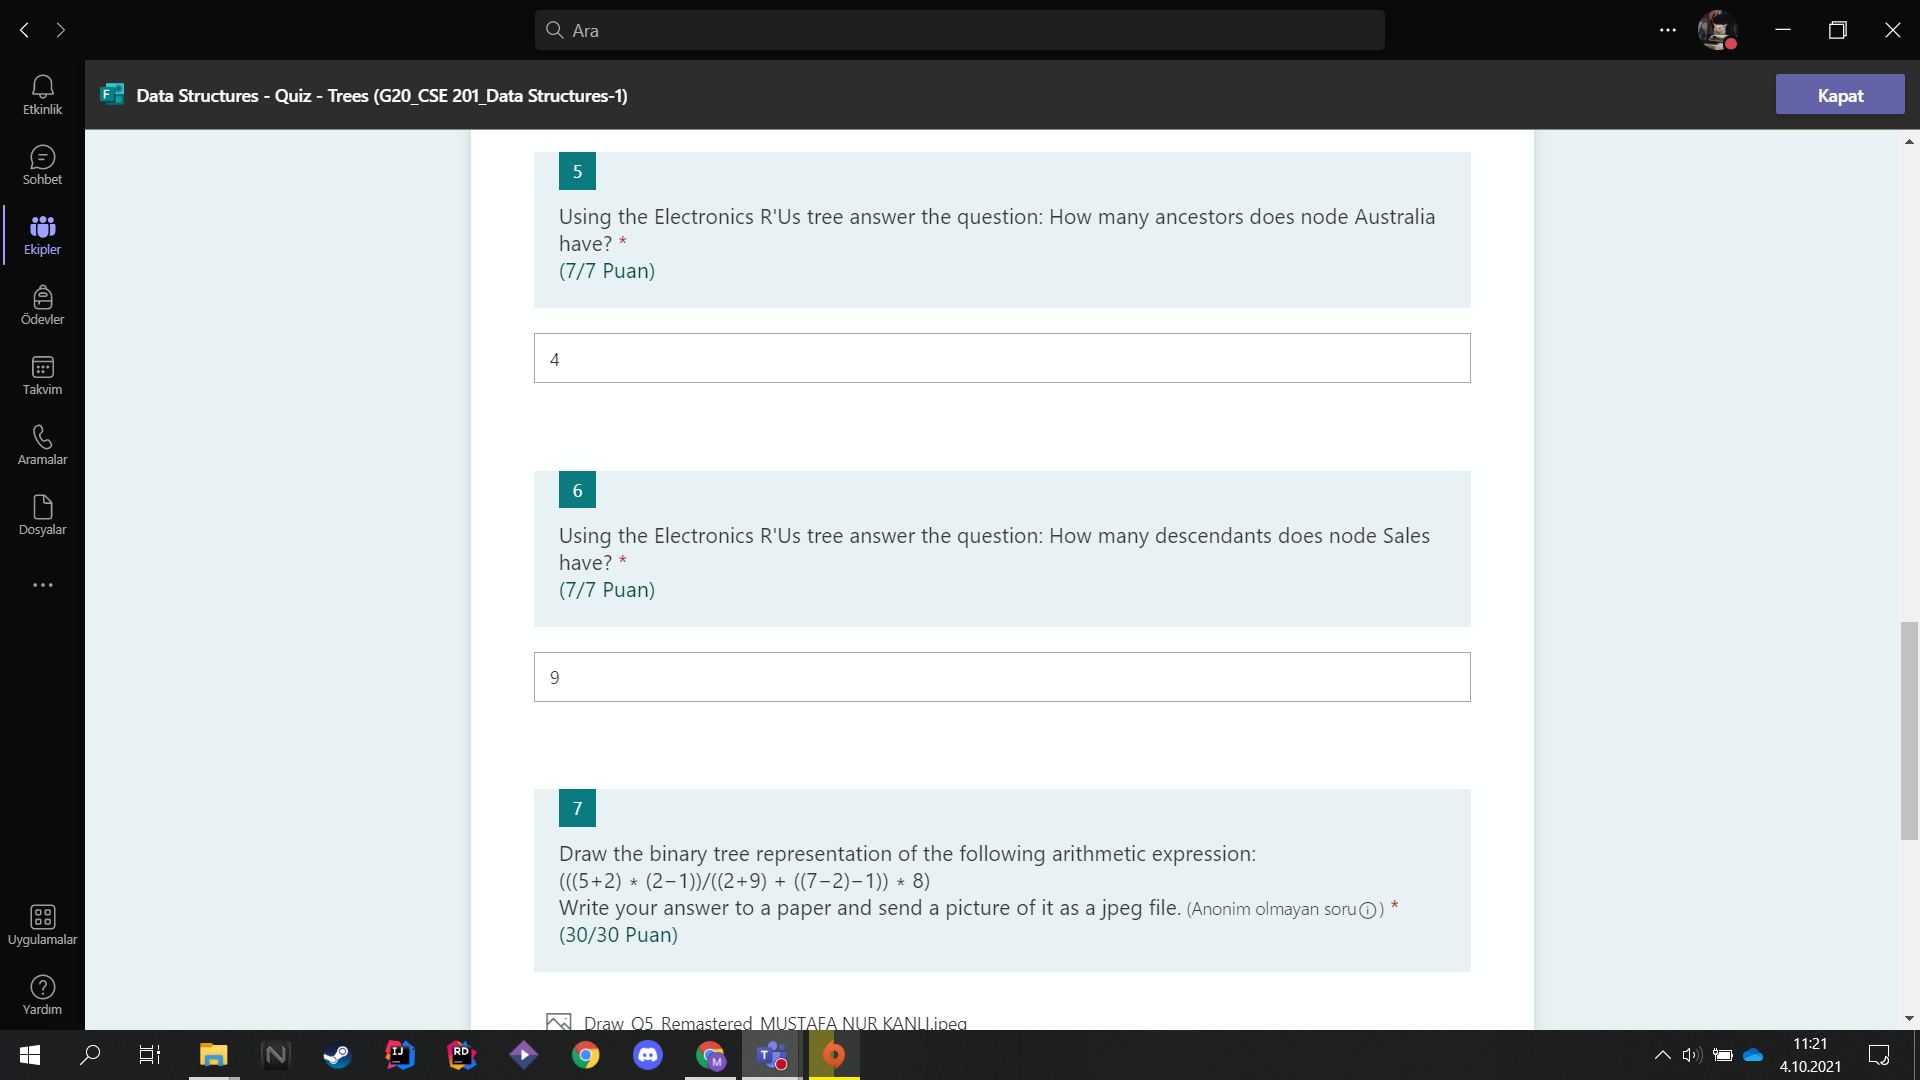 Ara
Etkinlik
Sohbet
Ekipler
Ödevler
Takvim
Aramalar
Dosyalar
Uygulamalar
Yardım
Data Structures - Quiz - Trees (G20_CSE 201_Data Structures-1)
Kapat
5
Using the Electronics R'Us tree answer the question: How many ancestors does node Australia
have? *
(7/7 Puan)
4
6
Using the Electronics R'Us tree answer the question: How many descendants does node Sales
have? *
(7/7 Puan)
9
7
Draw the binary tree representation of the following arithmetic expression:
(((5+2) * (2−1))/((2+9) + ((7−2)−1)) * 8)
Write your answer to a paper and send a picture of it as a jpeg file. (Anonim olmayan soru) *
(30/30 Puan)
Draw_Q5_Remastered_MUSTAFA NUR KANLI.jpeg
11:21
4.10.2021